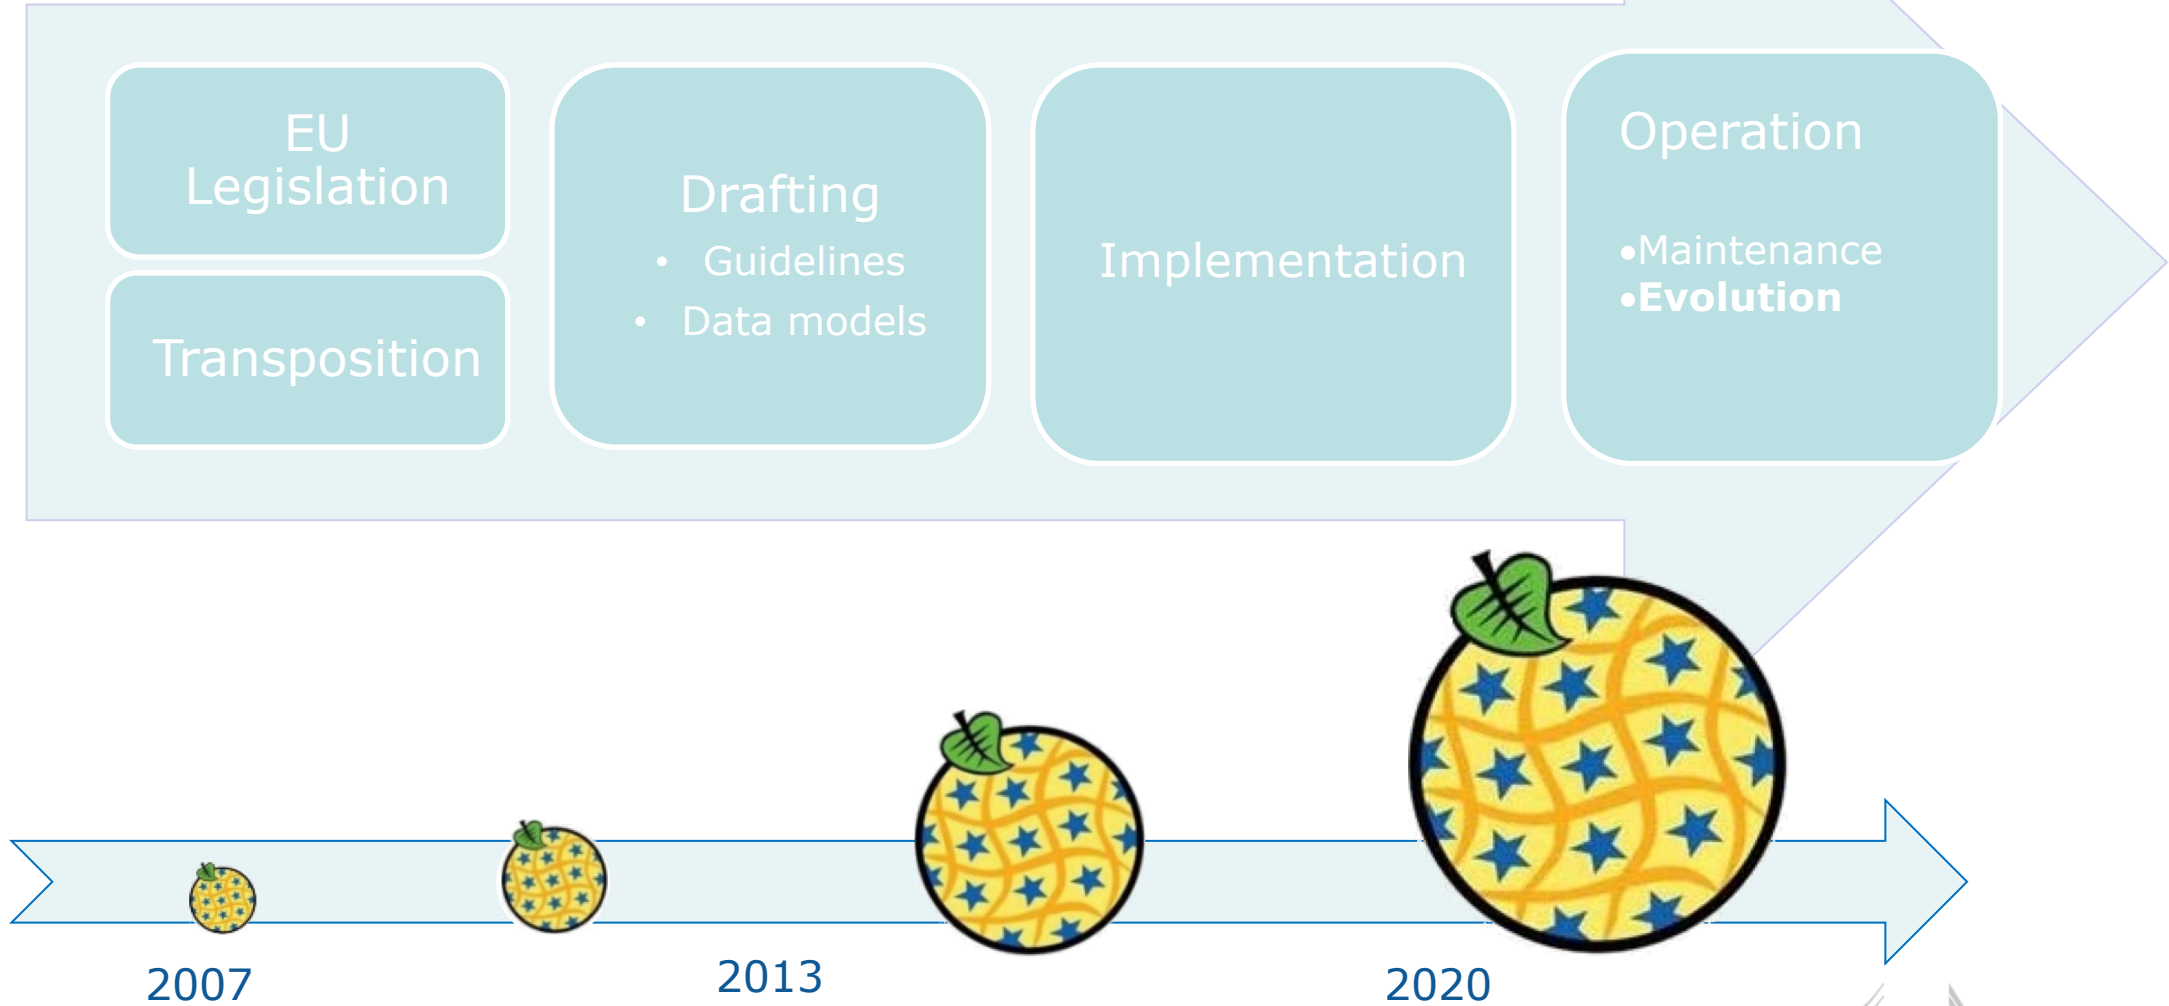 EU
Legislation
Transposition
Drafting
• Guidelines
• Data models
Implementation
Operation
•Maintenance
•Evolution
2007
2013
2020